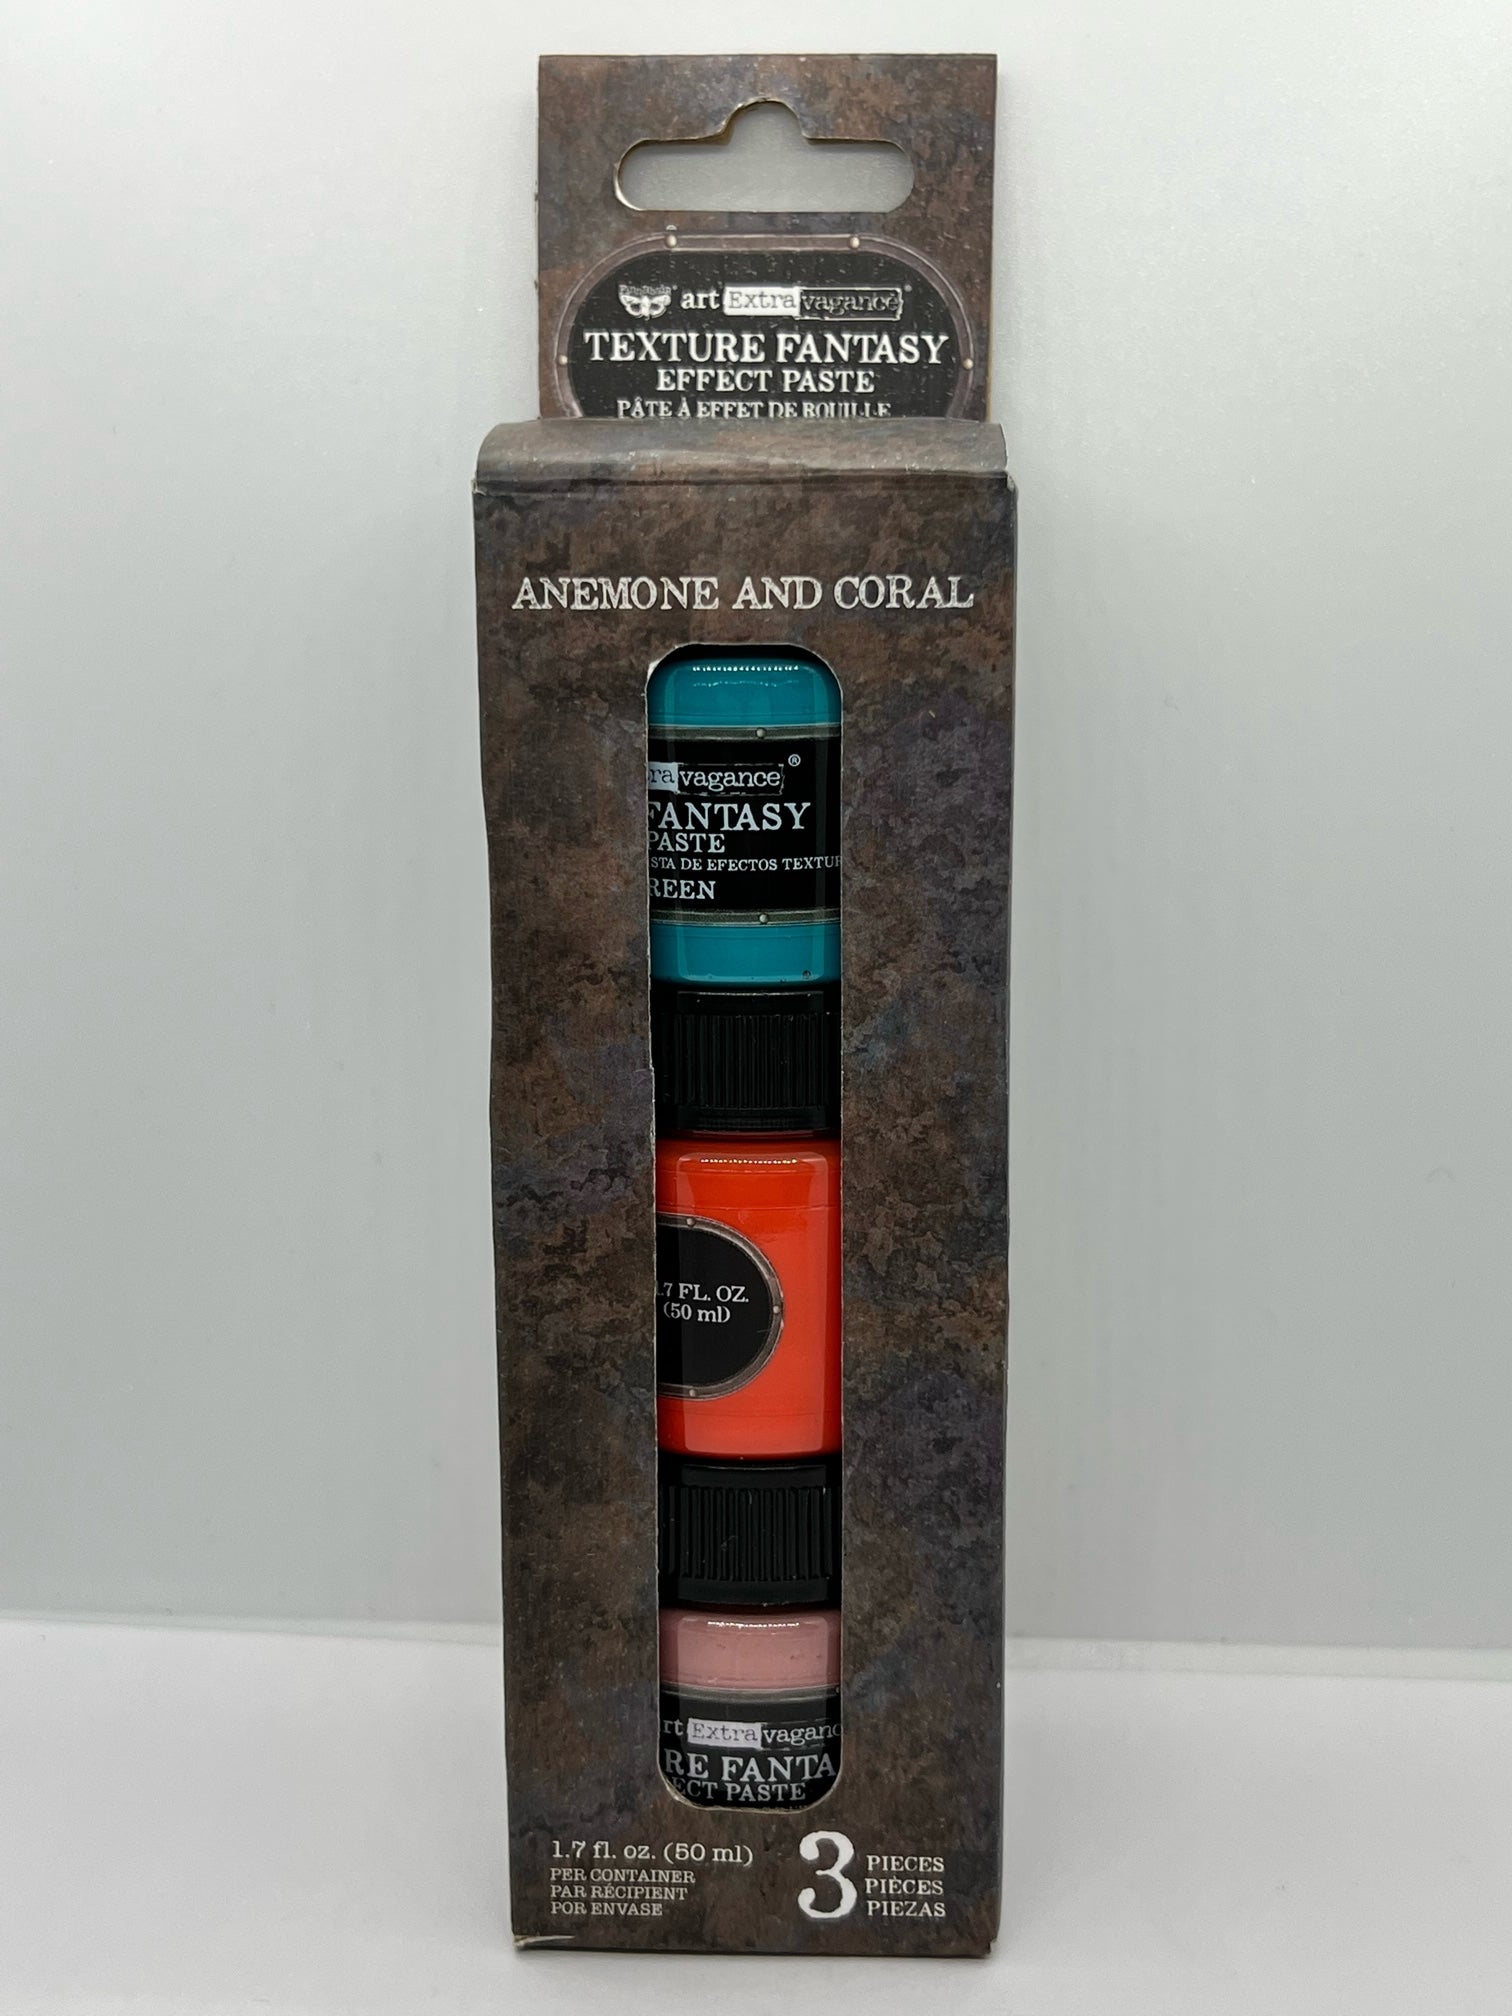 art Extravagance®
TEXTURE FANTASY
EFFECT PASTE
PÂTE À EFFET DE ROUILLE
ANEMONE AND CORAL
ravagance®
FANTASY
PASTE
STA DE EFECTOS TEXTUR
REEN
.7 FL. OZ.
(50 ml)
rt Extravaganc
RE FANTA
ECT PASTE
1.7 fl. oz. (50 ml)
PER CONTAINER
PAR RÉCIPIENT
POR ENVASE
3 PIECES
PIÈCES
PIEZAS